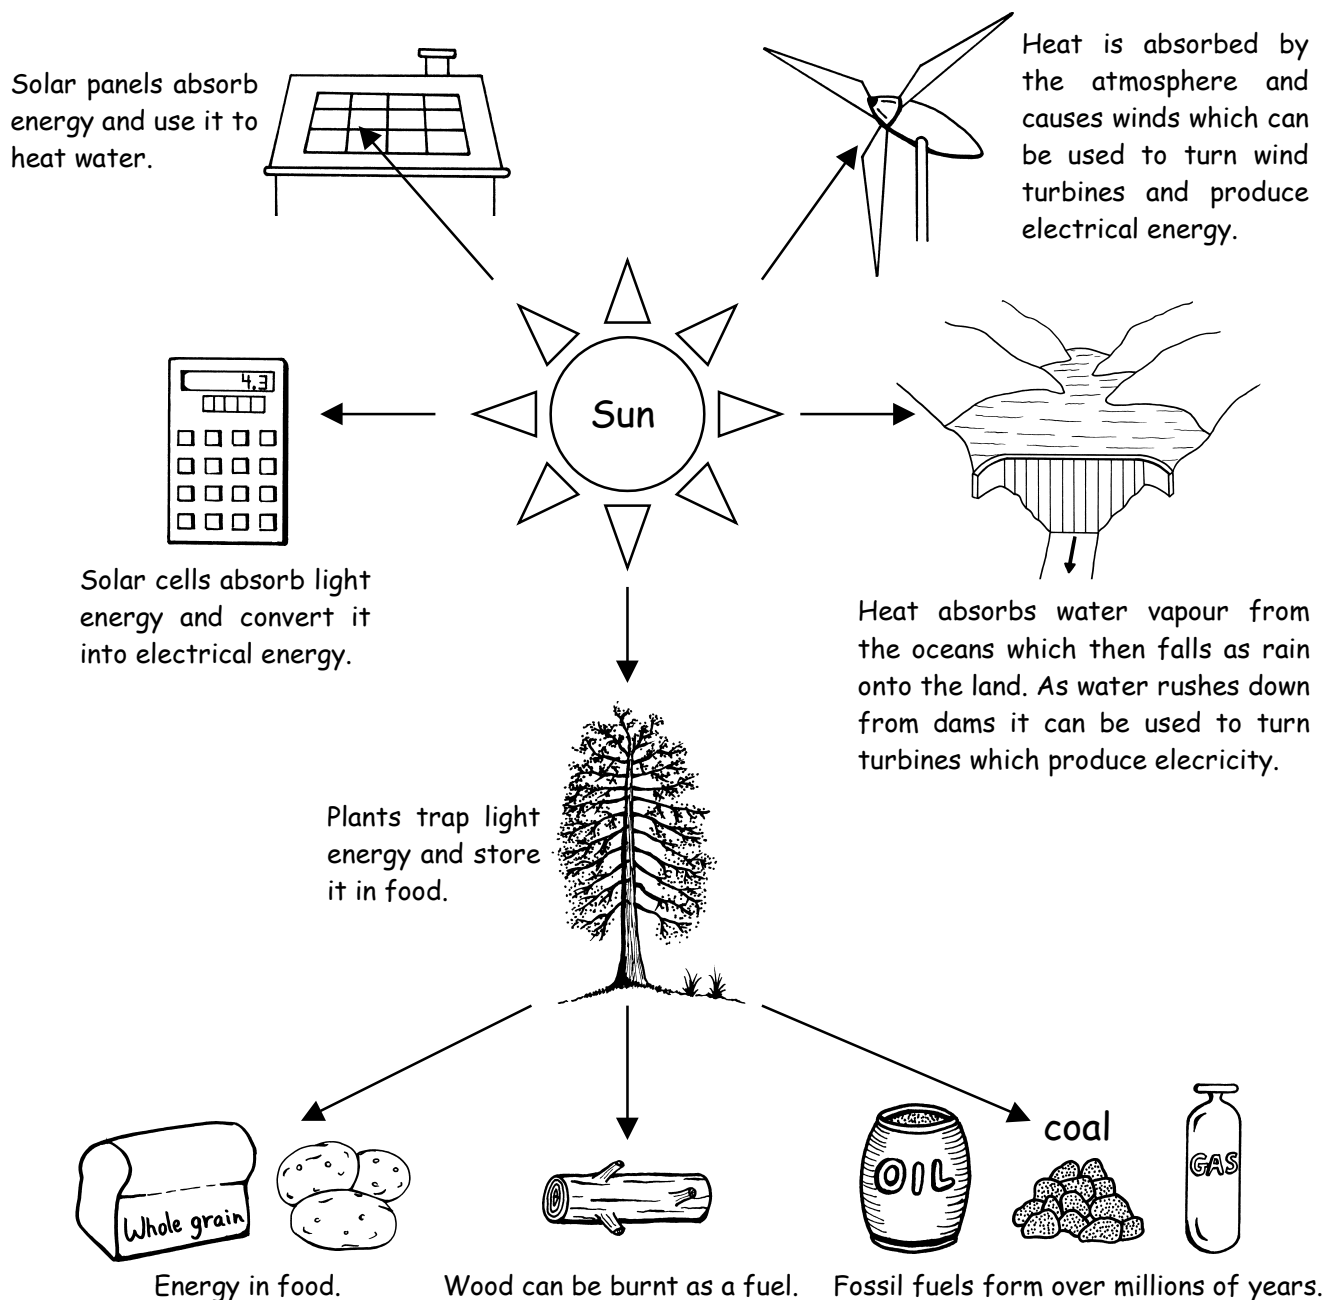 Solar panels absorb
energy and use it to
heat water.
Heat is absorbed by
the atmosphere and
causes winds which can
be used to turn wind
turbines and produce
electrical energy.
Sun
4.3
Solar cells absorb light
energy and convert it
into electrical energy.
Heat absorbs water vapour from
the oceans which then falls as rain
onto the land. As water rushes down
from dams it can be used to turn
turbines which produce elecricity.
Plants trap light
energy and store
it in food.
Whole grain
OIL
coal
GAS
Energy in food.
Wood can be burnt as a fuel.
Fossil fuels form over millions of years.